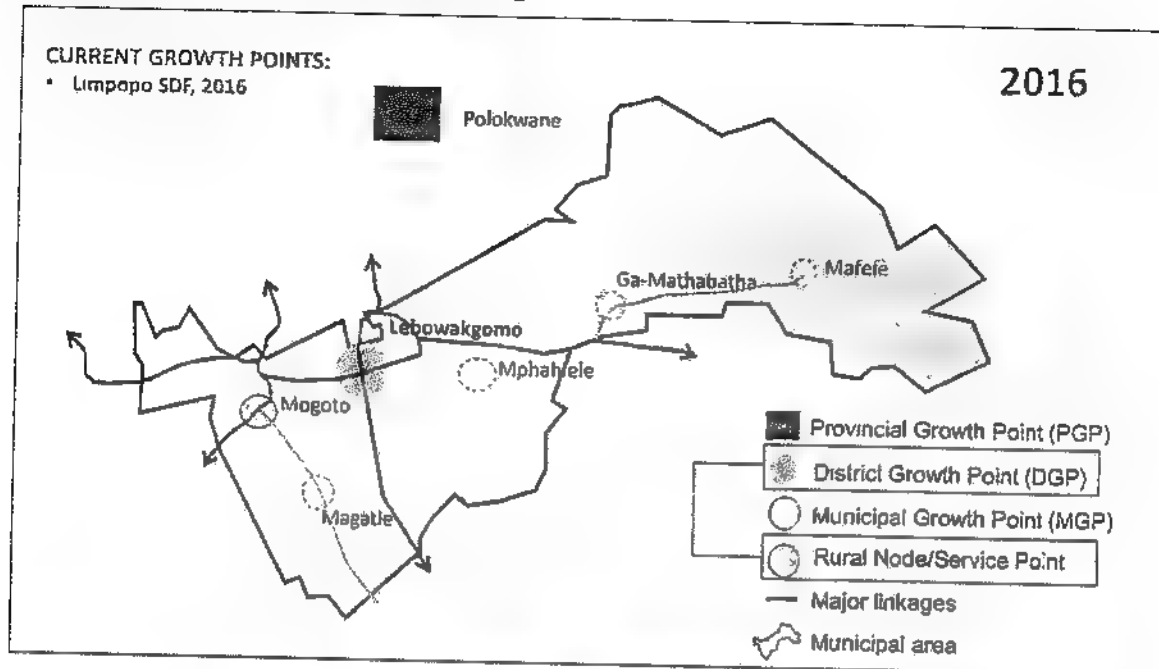 CURRENT GROWTH POINTS:
• Limpopo SDF, 2016
2016
Polokwane
Mafefe
Ga-Mathabatha
Lebowakgomo
Mphahlele
Mogoto
Magatle
Provincial Growth Point (PGP)
District Growth Point (DGP)
Municipal Growth Point (MGP)
Rural Node/Service Point
Major linkages
Municipal area